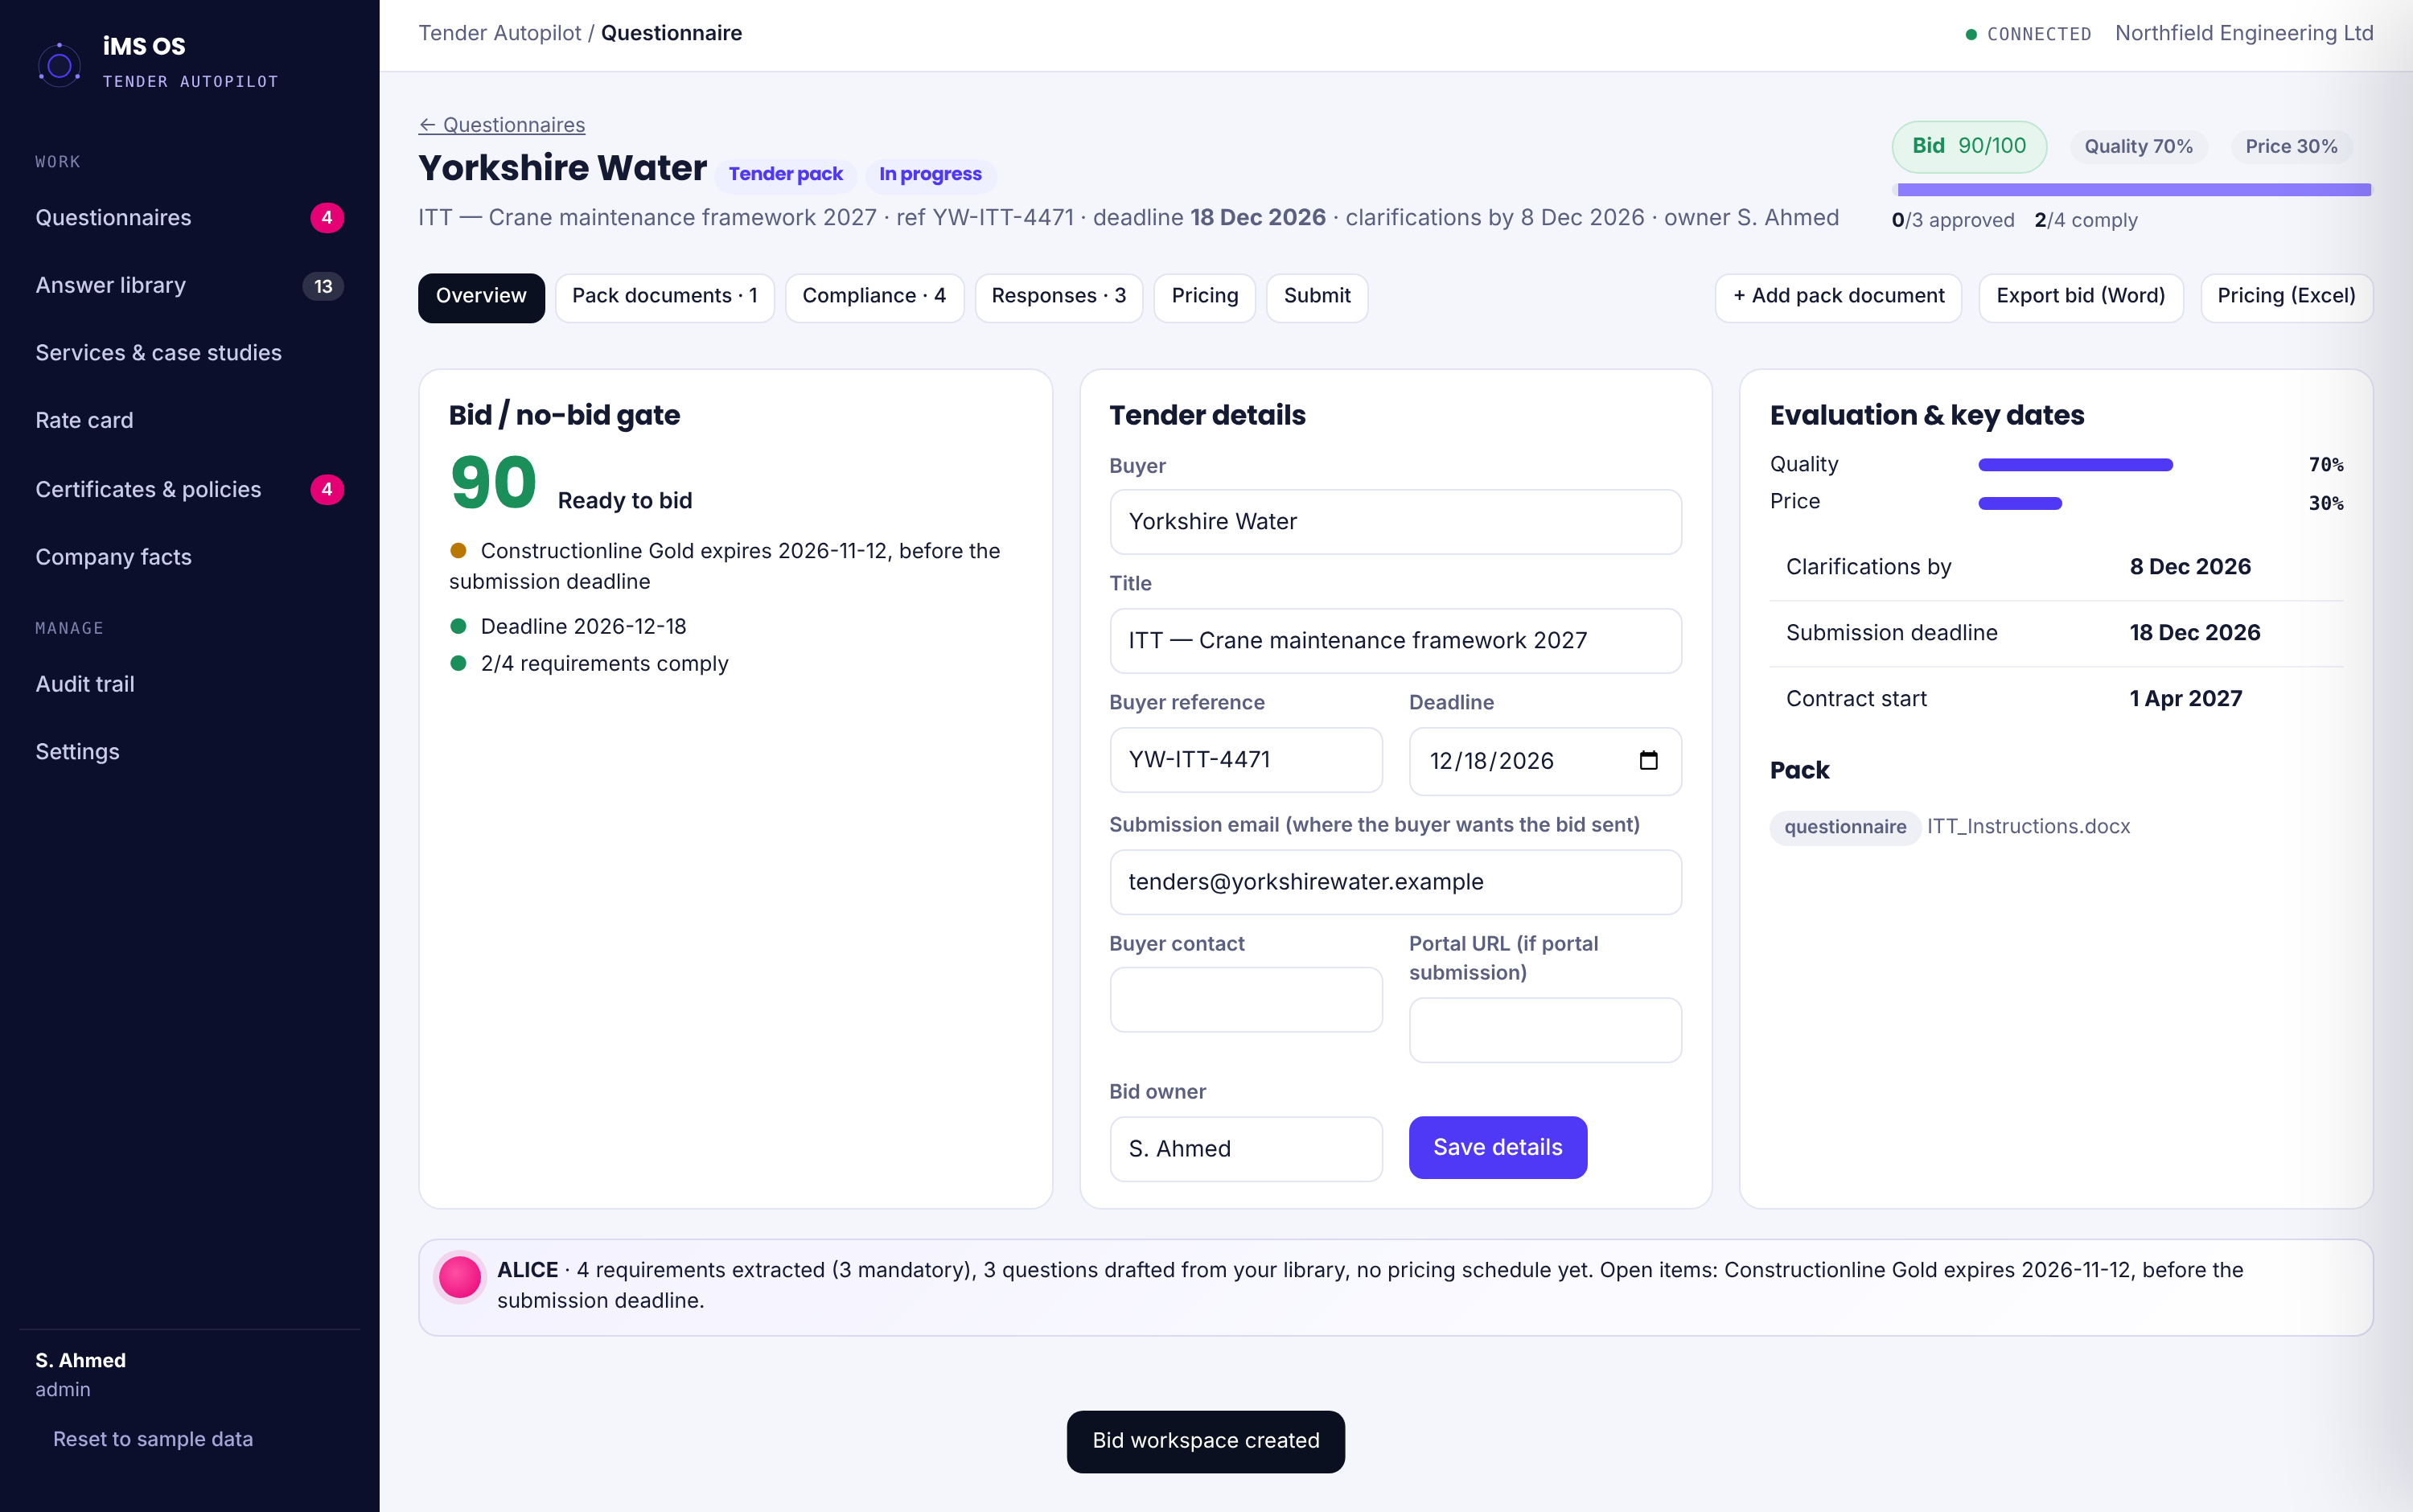 iMS OS
TENDER AUTOPILOT
WORK
Questionnaires 4
Answer library 13
Services & case studies
Rate card
Certificates & policies 4
Company facts
MANAGE
Audit trail
Settings
S. Ahmed
admin
Reset to sample data
Tender Autopilot / Questionnaire
CONNECTED Northfield Engineering Ltd
← Questionnaires
Yorkshire Water Tender pack In progress
ITT — Crane maintenance framework 2027 · ref YW-ITT-4471 · deadline 18 Dec 2026 · clarifications by 8 Dec 2026 · owner S. Ahmed
Bid 90/100 Quality 70% Price 30%
0/3 approved 2/4 comply
Overview Pack documents · 1 Compliance · 4 Responses · 3 Pricing Submit
+ Add pack document Export bid (Word) Pricing (Excel)
Bid / no-bid gate
90 Ready to bid
Constructionline Gold expires 2026-11-12, before the
submission deadline
Deadline 2026-12-18
2/4 requirements comply
Tender details
Buyer
Yorkshire Water
Title
ITT — Crane maintenance framework 2027
Buyer reference Deadline
YW-ITT-4471 12/18/2026
Submission email (where the buyer wants the bid sent)
tenders@yorkshirewater.example
Buyer contact Portal URL (if portal
submission)
Bid owner
S. Ahmed Save details
Evaluation & key dates
Quality 70%
Price 30%
Clarifications by 8 Dec 2026
Submission deadline 18 Dec 2026
Contract start 1 Apr 2027
Pack
questionnaire ITT_Instructions.docx
ALICE · 4 requirements extracted (3 mandatory), 3 questions drafted from your library, no pricing schedule yet. Open items: Constructionline Gold expires 2026-11-12, before the
submission deadline.
Bid workspace created